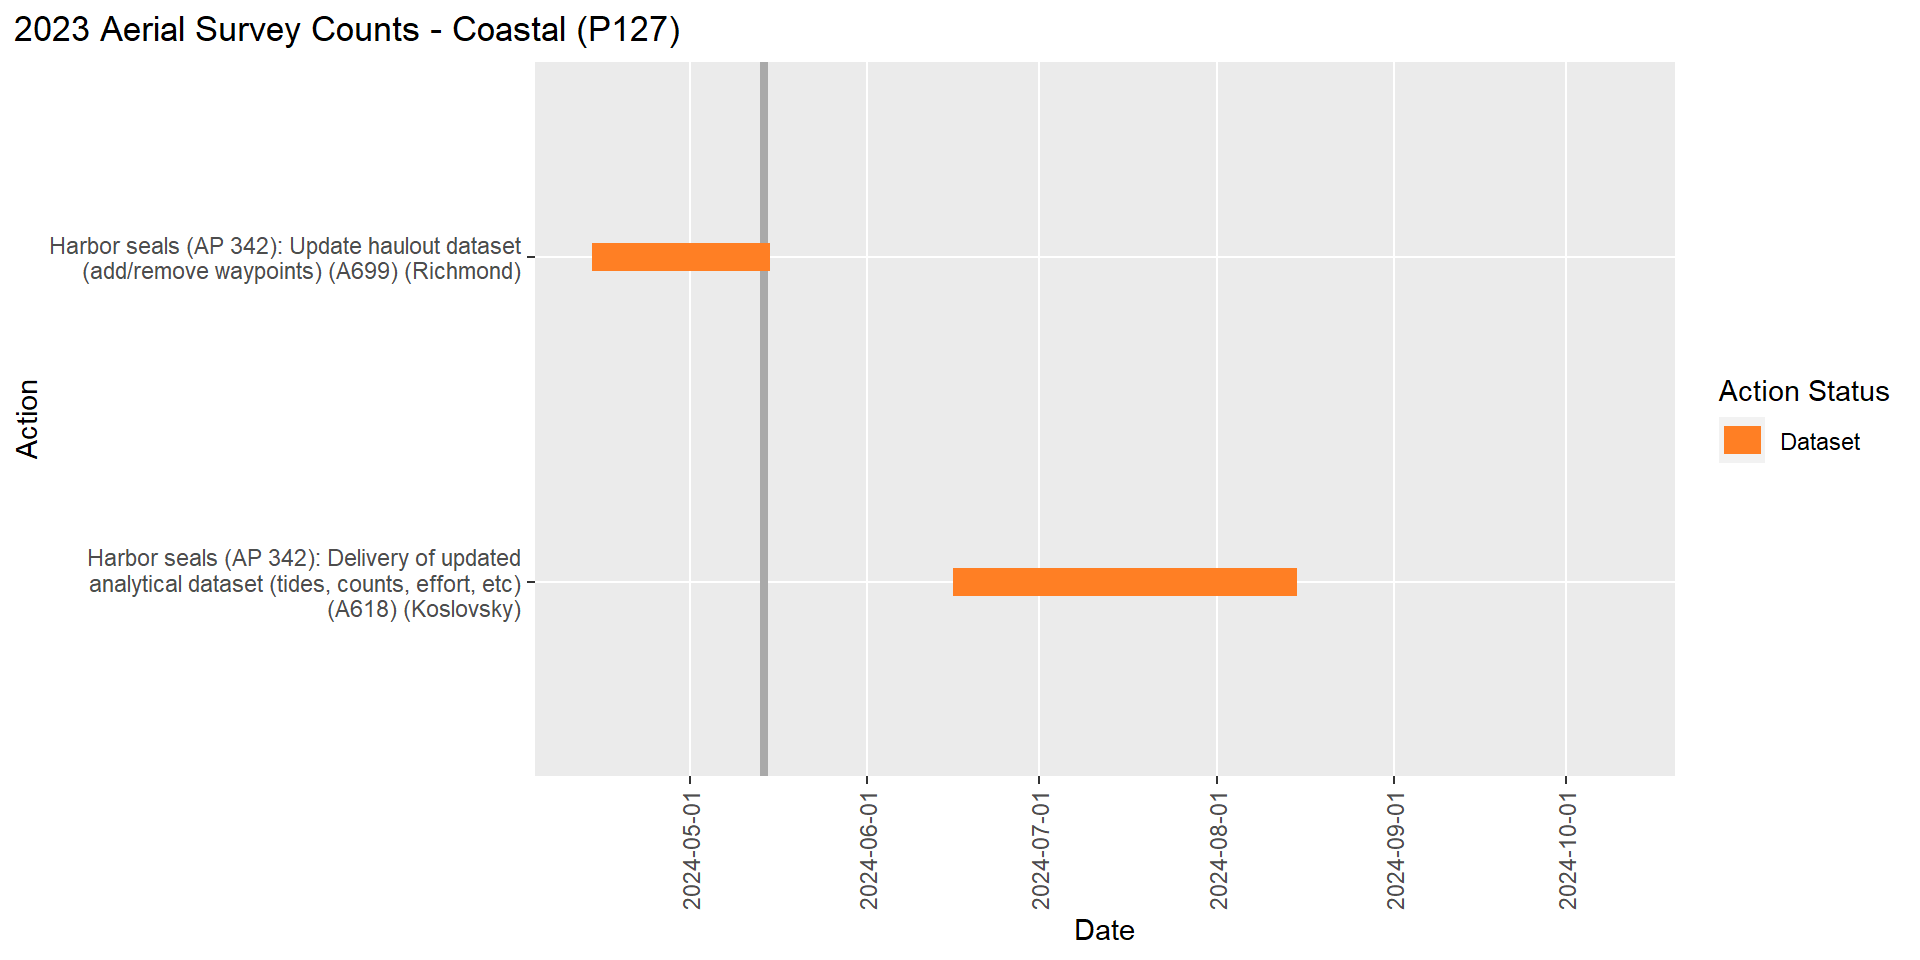 2023 Aerial Survey Counts - Coastal (P127)
Action
Harbor seals (AP 342): Update haulout dataset
(add/remove waypoints) (A699) (Richmond)
Harbor seals (AP 342): Delivery of updated
analytical dataset (tides, counts, effort, etc)
(A618) (Koslovsky)
2024-05-01
2024-06-01
2024-07-01
2024-08-01
2024-09-01
2024-10-01
Date
Action Status
Dataset